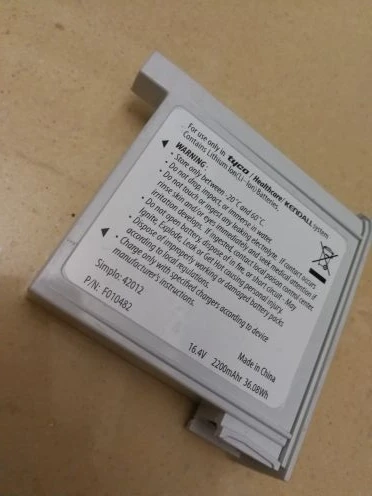 For use only in tyco / Healthcare / KENDALL system
Contains Lithium Ion(Li-Ion) Batteries,
WARNING:
• Store only between -20°C and 60°C.
• Do not drop, impact, or immerse in water.
• Do not touch or ingest any leaking electrolyte. If contact occurs
rinse skin and/or eyes immediately and seek medical attention if
irritation develops. If ingested, contact local poison control center.
• Do not open battery, dispose of in fire, or short circuit - May
ignite, Explode, Leak or Get Hot causing personal injury.
• Dispose of improperly working or damaged battery packs
according to local regulations.
• Charge only with specified chargers according to device
manufacturer's instructions.
Simplo: 42012
P/N: F010482
Made in China
16.4V 2200mAhr 36.08Wh